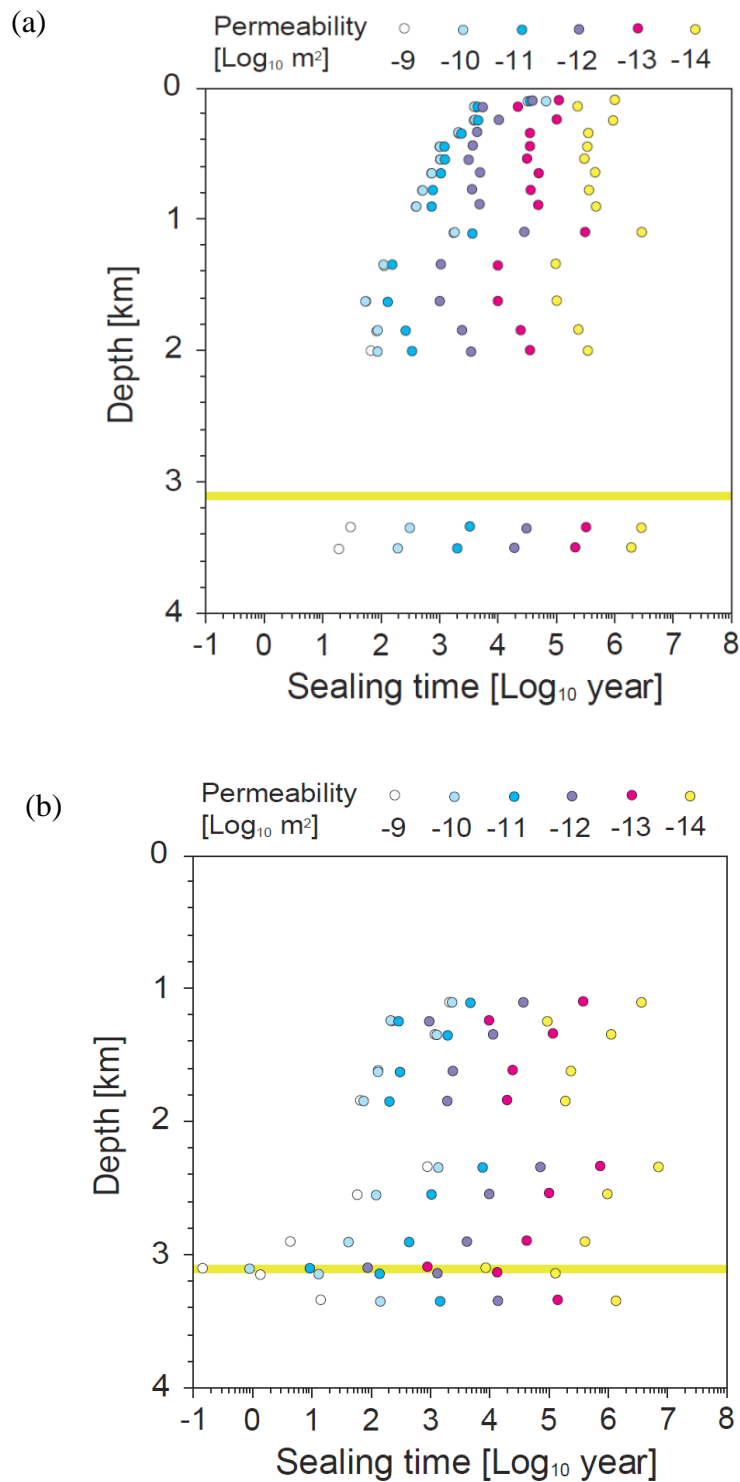 (a)
Permeability
[Log₁₀ m²]
-9 -10 -11 -12 -13 -14
0
1
2
3
4
Depth [km]
-1 0 1 2 3 4 5 6 7 8
Sealing time [Log₁₀ year]
(b)
Permeability
[Log₁₀ m²]
-9 -10 -11 -12 -13 -14
0
1
2
3
4
Depth [km]
-1 0 1 2 3 4 5 6 7 8
Sealing time [Log₁₀ year]